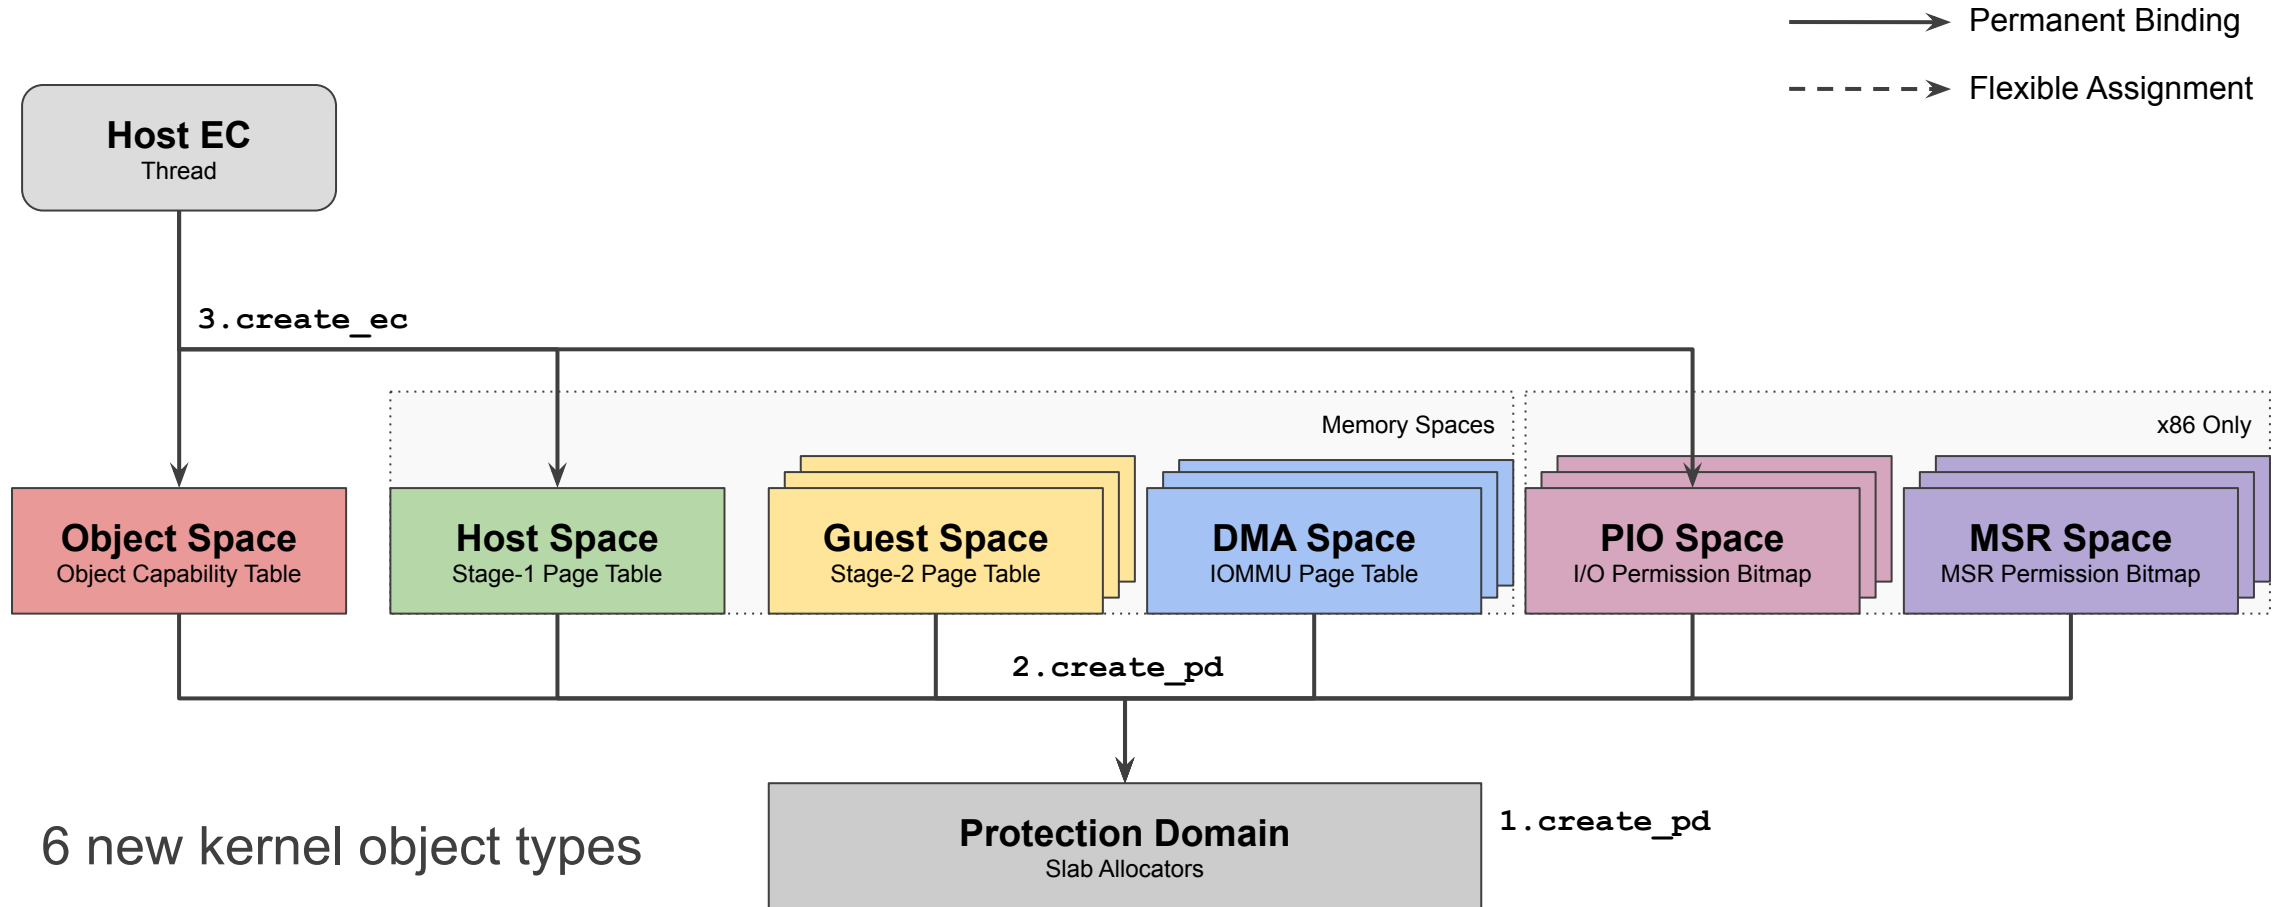 Permanent Binding
Flexible Assignment
Host EC
Thread
3.create_ec
Memory Spaces
x86 Only
Object Space
Object Capability Table
Host Space
Stage-1 Page Table
Guest Space
Stage-2 Page Table
DMA Space
IOMMU Page Table
PIO Space
I/O Permission Bitmap
MSR Space
MSR Permission Bitmap
2.create_pd
Protection Domain
Slab Allocators
1.create_pd
6 new kernel object types